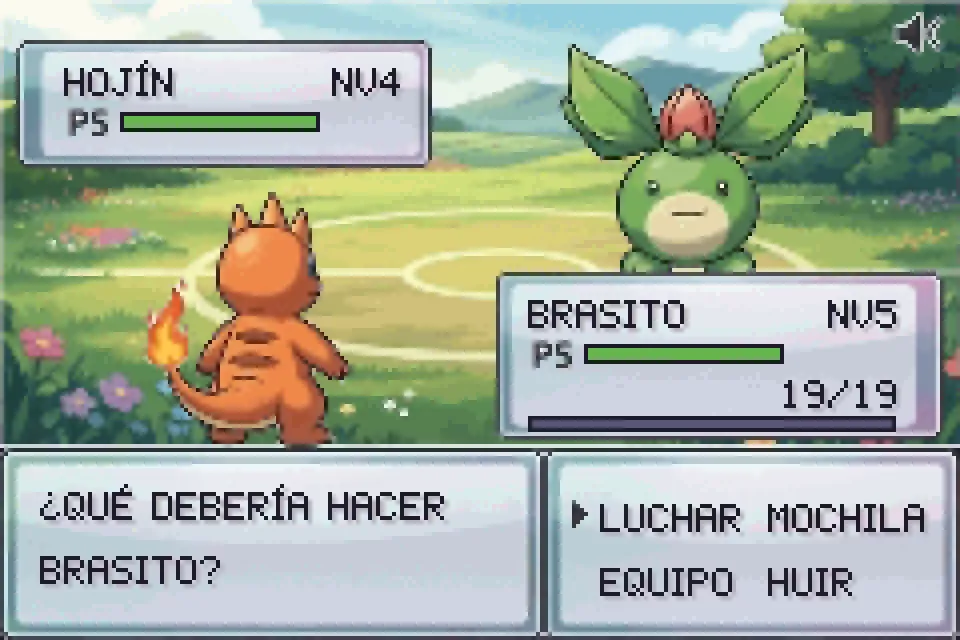 HOJÍN NV4
PS
BRASITO NV5
PS
19/19
¿QUÉ DEBERÍA HACER
BRASITO?
LUCHAR MOCHILA
EQUIPO HUIR